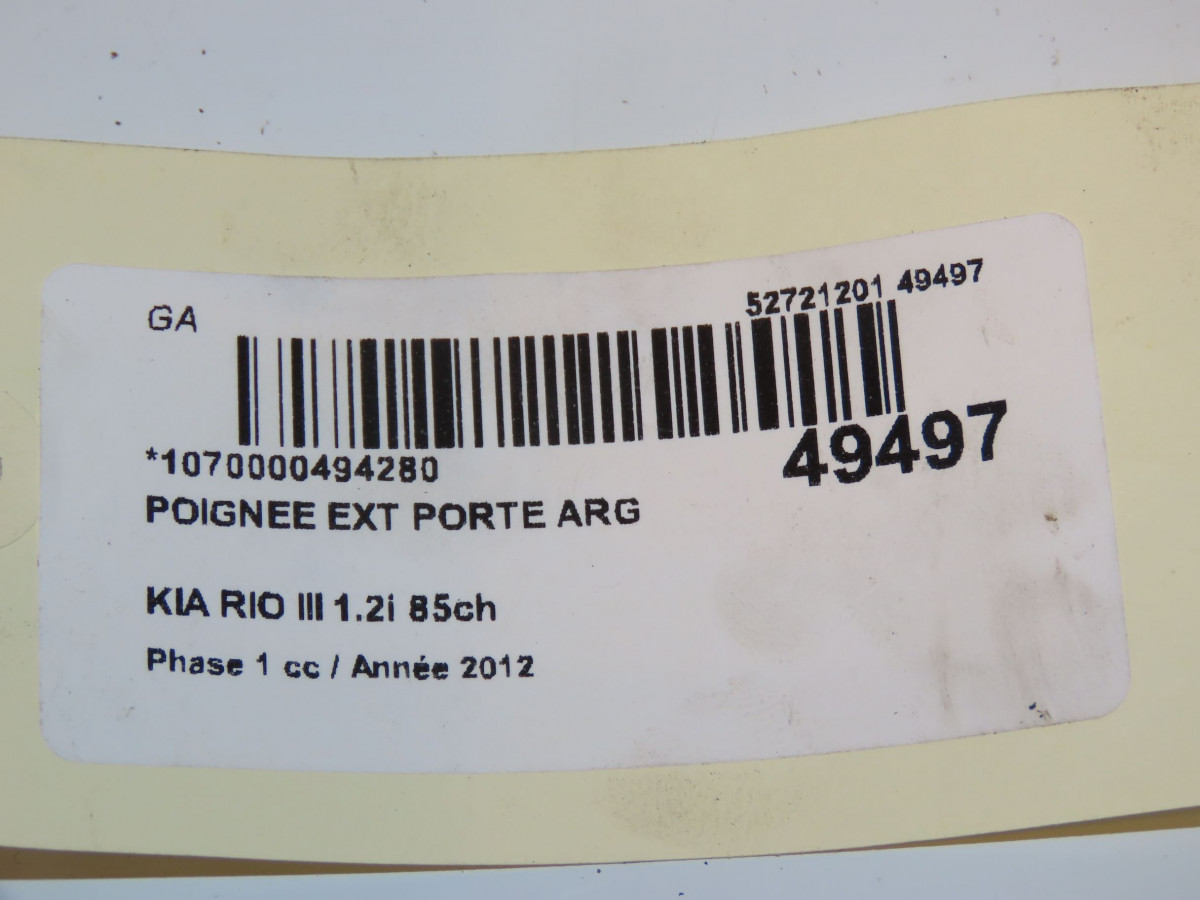 GA
52721201 49497
*1070000494280
49497
POIGNEE EXT PORTE ARG
KIA RIO III 1.2i 85ch
Phase 1 cc / Année 2012